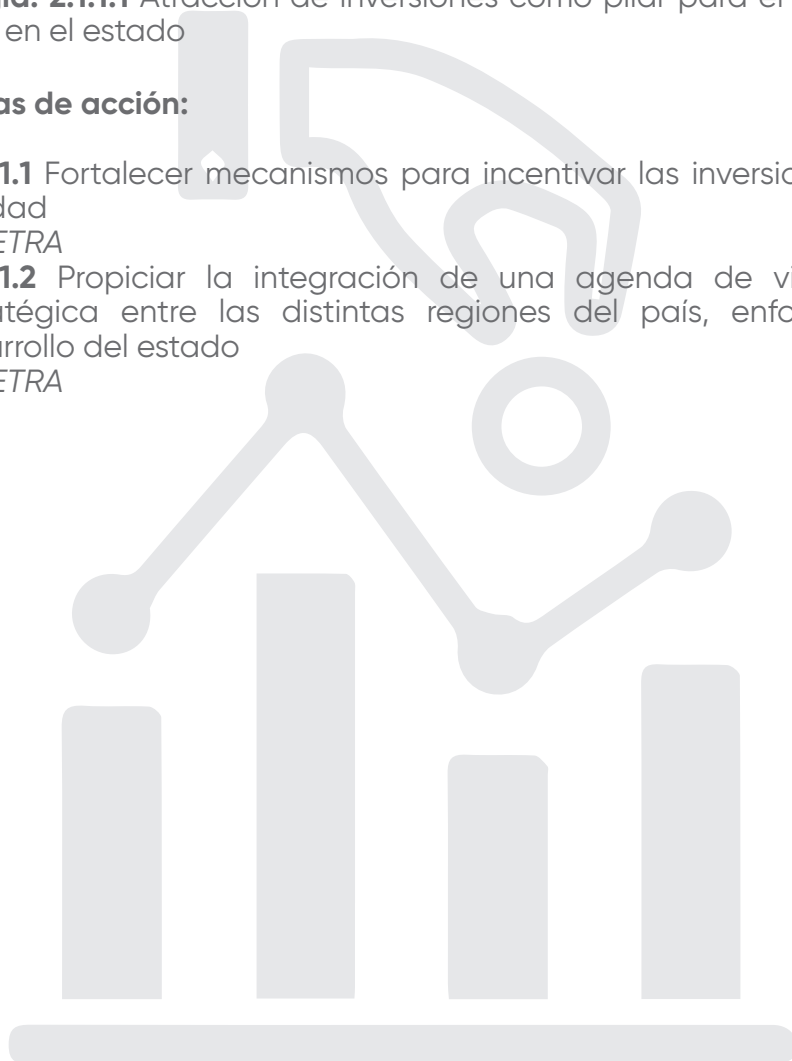 gia: 2.1.1.1 Atracción de inversiones como pilar para el
en el estado
as de acción:
1.1 Fortalecer mecanismos para incentivar las inversio
dad
ETRA
1.2 Propiciar la integración de una agenda de vi
atégica entre las distintas regiones del país, enfo
rrollo del estado
ETRA